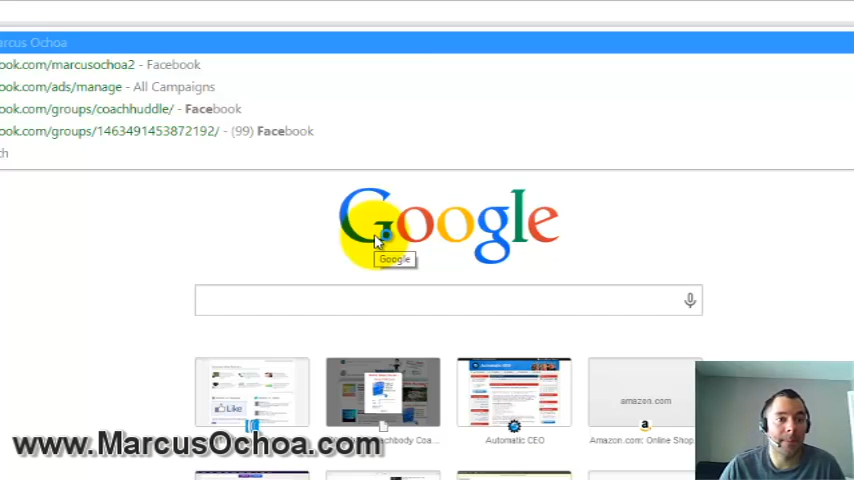 arcus Ochoa
ook.com/marcusochoa2 - Facebook
ook.com/ads/manage - All Campaigns
ook.com/groups/coachhuddle/ - Facebook
ook.com/groups/1463491453872192/ - (99) Facebook
ch
Google
Google
Like
amazon.com
achbody Coa...
Automatic CEO
Amazon.com: Online Shop...
www.MarcusOchoa.com